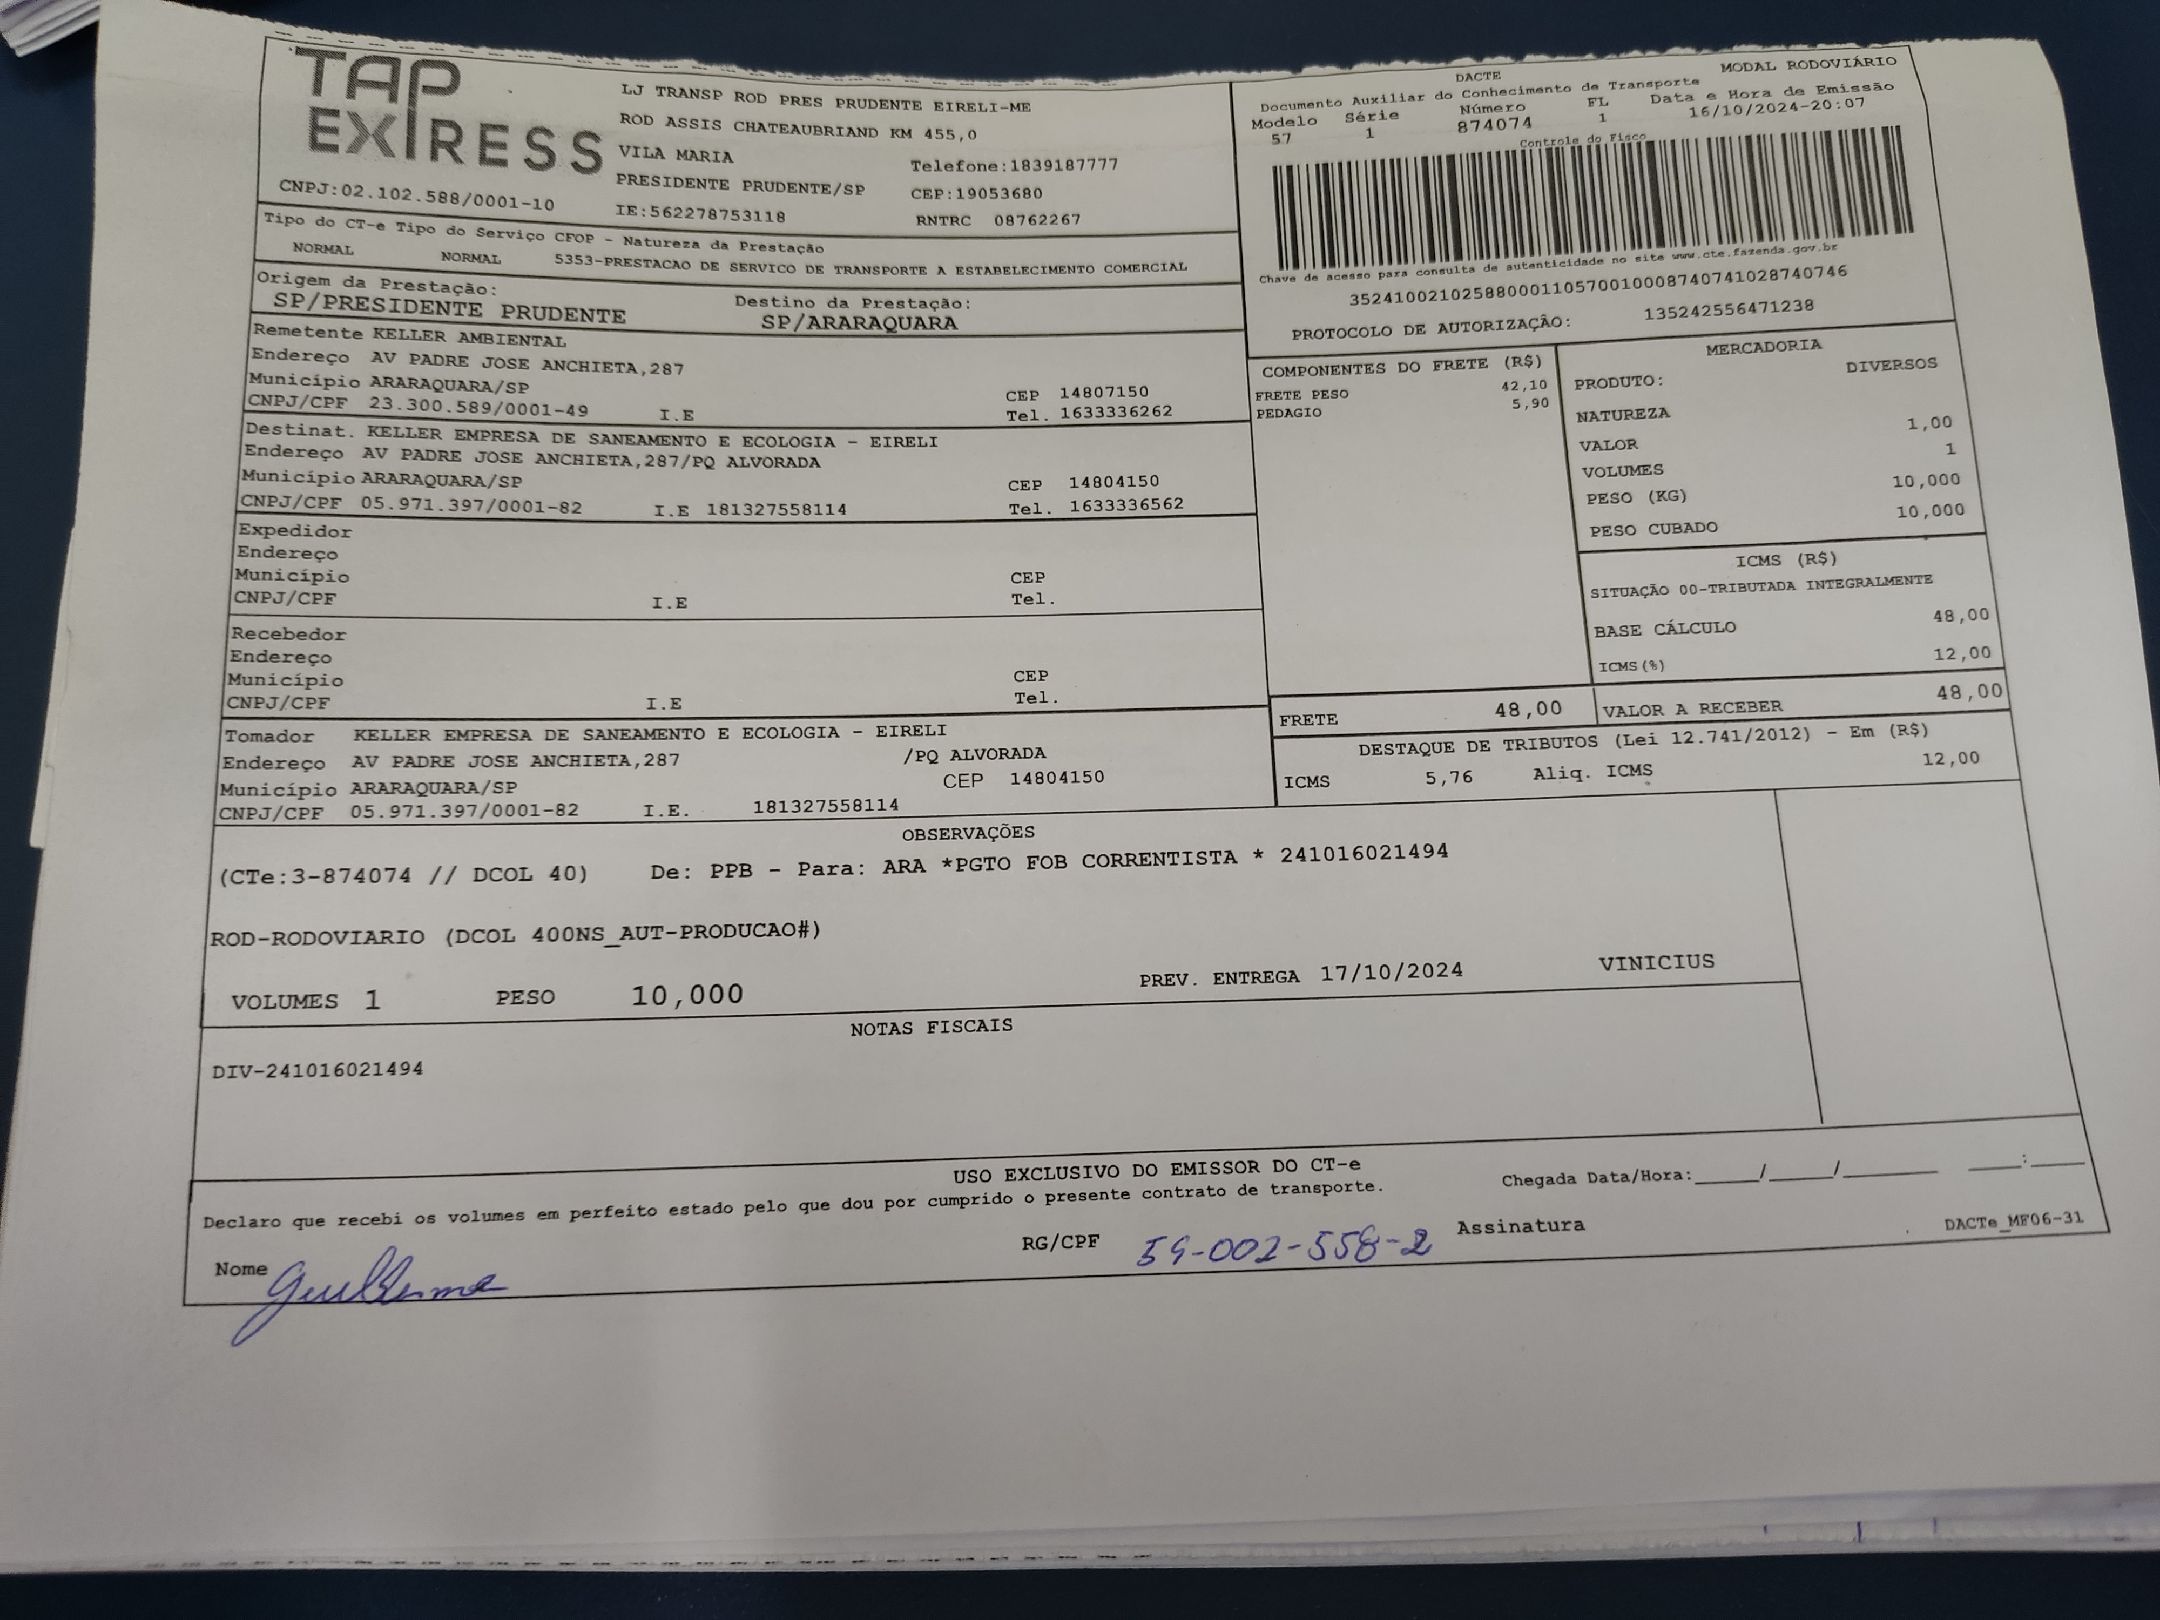 TAP
EXPRESS
CNPJ:02.102.588/0001-10
LJ TRANSP ROD PRES PRUDENTE EIRELI-ME
ROD ASSIS CHATEAUBRIAND KM 455,0
VILA MARIA Telefone:1839187777
PRESIDENTE PRUDENTE/SP CEP:19053680
IE:562278753118 RNTRC 08762267
DACTE MODAL RODOVIÁRIO
Documento Auxiliar do Conhecimento de Transporte
Modelo Série Número FL Data e Hora de Emissão
57 1 874074 1 16/10/2024-20:07
Controle do Fisco
Chave de acesso para consulta de autenticidade no site www.cte.fazenda.gov.br
35241002102588000110570010008740741028740746
PROTOCOLO DE AUTORIZAÇÃO: 135242556471238
Tipo do CT-e Tipo do Serviço CFOP - Natureza da Prestação
NORMAL NORMAL 5353-PRESTACAO DE SERVICO DE TRANSPORTE A ESTABELECIMENTO COMERCIAL
Origem da Prestação: Destino da Prestação:
SP/PRESIDENTE PRUDENTE SP/ARARAQUARA
Remetente KELLER AMBIENTAL
Endereço AV PADRE JOSE ANCHIETA,287
Município ARARAQUARA/SP CEP 14807150
CNPJ/CPF 23.300.589/0001-49 I.E Tel. 1633336262
Destinat. KELLER EMPRESA DE SANEAMENTO E ECOLOGIA - EIRELI
Endereço AV PADRE JOSE ANCHIETA,287/PQ ALVORADA
Município ARARAQUARA/SP CEP 14804150
CNPJ/CPF 05.971.397/0001-82 I.E 181327558114 Tel. 1633336562
Expedidor
Endereço
Município CEP
CNPJ/CPF I.E Tel.
Recebedor
Endereço
Município CEP
CNPJ/CPF I.E Tel.
Tomador KELLER EMPRESA DE SANEAMENTO E ECOLOGIA - EIRELI
Endereço AV PADRE JOSE ANCHIETA,287 /PQ ALVORADA
Município ARARAQUARA/SP CEP 14804150
CNPJ/CPF 05.971.397/0001-82 I.E. 181327558114
COMPONENTES DO FRETE (R$)
FRETE PESO 42,10
PEDAGIO 5,90
MERCADORIA
PRODUTO: DIVERSOS
NATUREZA
VALOR 1,00
VOLUMES 1
PESO (KG) 10,000
PESO CUBADO 10,000
ICMS (R$)
SITUAÇÃO 00-TRIBUTADA INTEGRALMENTE
BASE CÁLCULO 48,00
ICMS(%) 12,00
FRETE 48,00 VALOR A RECEBER 48,00
DESTAQUE DE TRIBUTOS (Lei 12.741/2012) - Em (R$)
ICMS 5,76 Aliq. ICMS 12,00
OBSERVAÇÕES
(CTe:3-874074 // DCOL 40) De: PPB - Para: ARA *PGTO FOB CORRENTISTA * 241016021494
ROD-RODOVIARIO (DCOL 400NS_AUT-PRODUCAO#)
VOLUMES 1 PESO 10,000 PREV. ENTREGA 17/10/2024 VINICIUS
NOTAS FISCAIS
DIV-241016021494
USO EXCLUSIVO DO EMISSOR DO CT-e
Declaro que recebi os volumes em perfeito estado pelo que dou por cumprido o presente contrato de transporte. Chegada Data/Hora:____/____/______ ____:____
Nome Guilherme RG/CPF 59-002-558-2 Assinatura DACTe_MF06-31